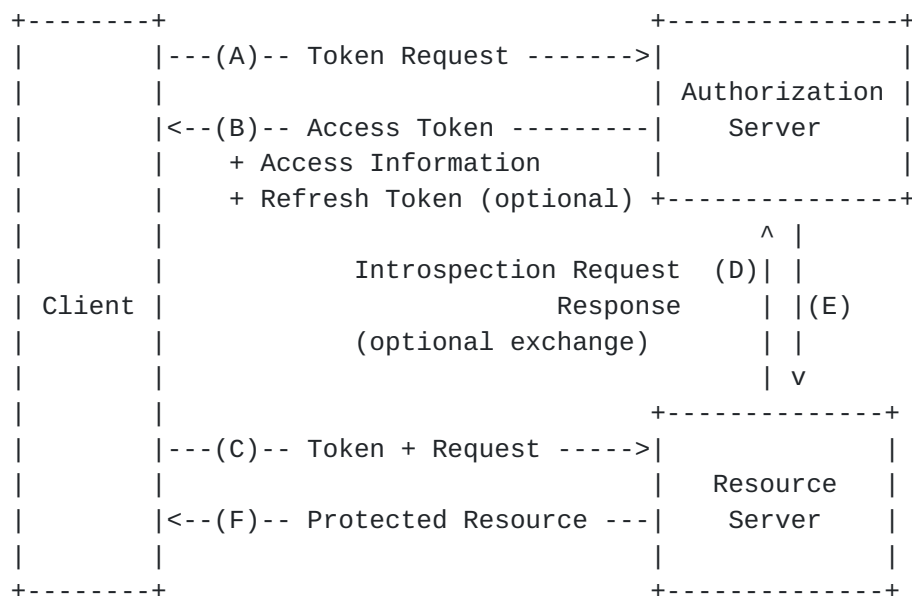 +--------+                               +---------------+
|        |---(A)-- Token Request ------->|               |
|        |                               | Authorization |
|        |<--(B)-- Access Token ---------|    Server     |
|        |    + Access Information       |               |
|        |    + Refresh Token (optional) +---------------+
|        |                                      ^ |
|        |            Introspection Request  (D)| |
| Client |                         Response     | |(E)
|        |            (optional exchange)       | |
|        |                                      | v
|        |                               +--------------+
|        |---(C)-- Token + Request ----->|              |
|        |                               |   Resource   |
|        |<--(F)-- Protected Resource ---|    Server    |
|        |                               |              |
+--------+                               +--------------+